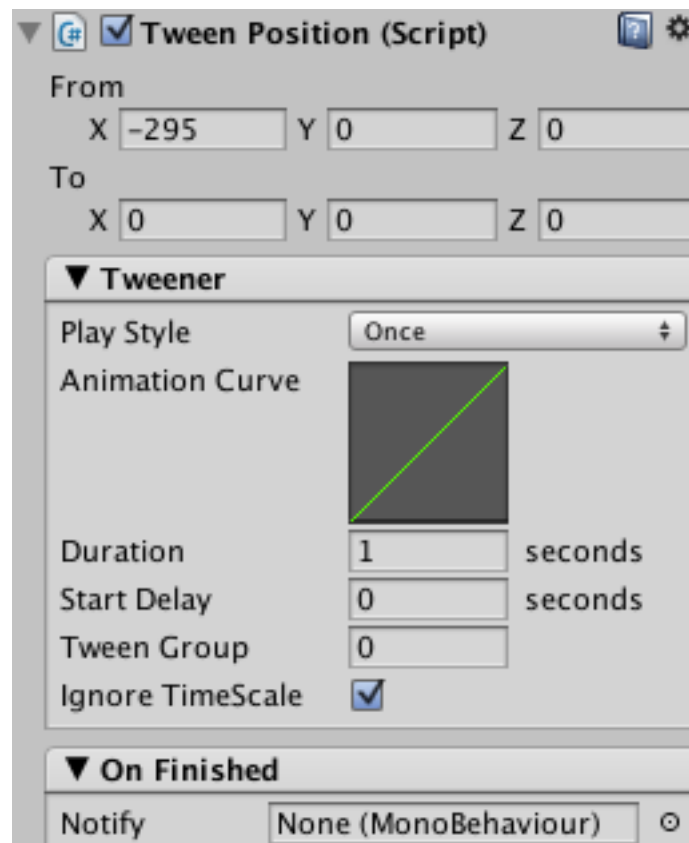 Tween Position (Script)
From
X -295 Y 0 Z 0
To
X 0 Y 0 Z 0
Tweener
Play Style Once
Animation Curve
Duration 1 seconds
Start Delay 0 seconds
Tween Group 0
Ignore TimeScale
On Finished
Notify None (MonoBehaviour)